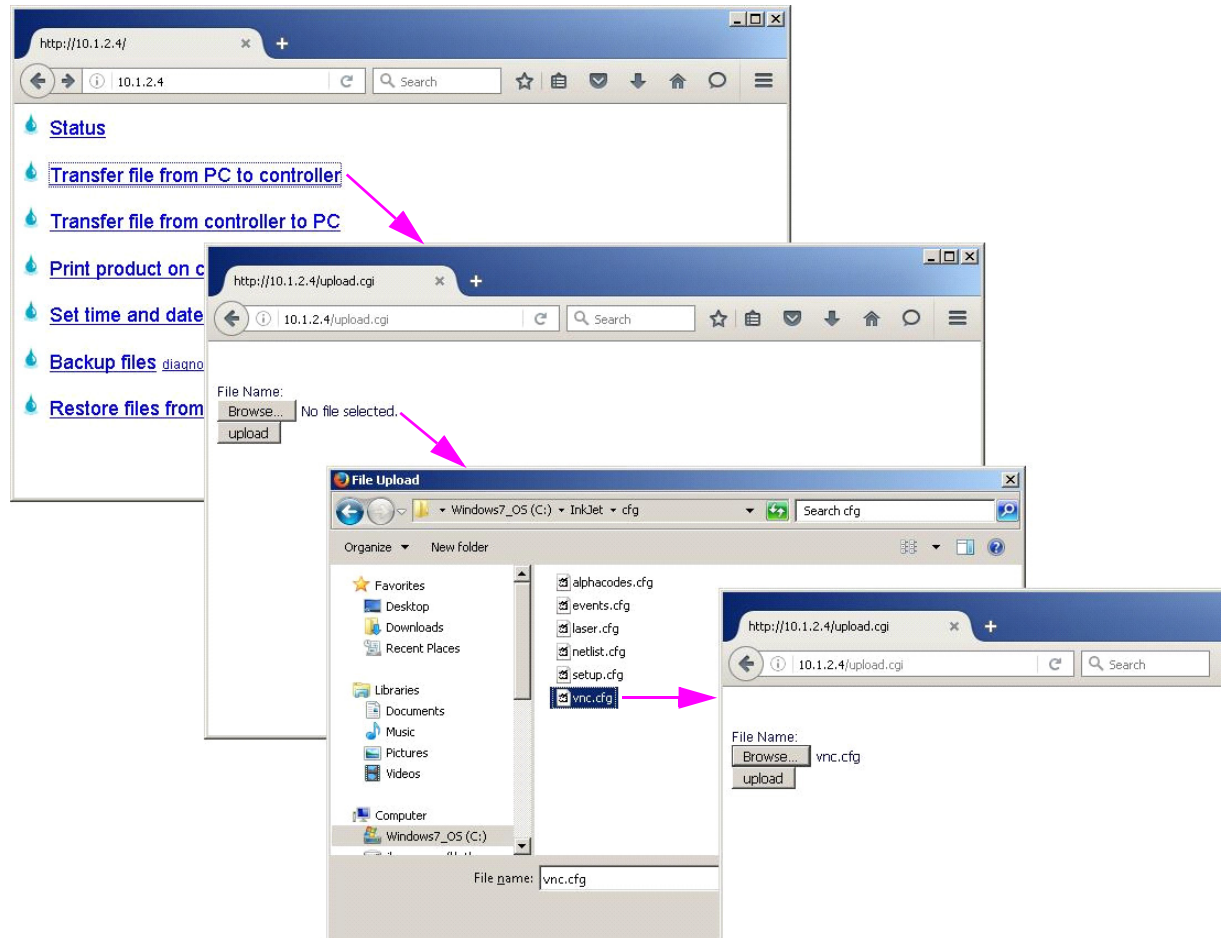 http://10.1.2.4/
10.1.2.4
Search
Status
Transfer file from PC to controller
Transfer file from controller to PC
Print product on c
Set time and date
Backup files diagno
Restore files from
http://10.1.2.4/upload.cgi
10.1.2.4/upload.cgi
Search
File Name:
Browse... No file selected.
upload
File Upload
Windows7_OS (C:) InkJet cfg
Search cfg
Organize New folder
Favorites
Desktop
Downloads
Recent Places
Libraries
Documents
Music
Pictures
Videos
Computer
Windows7_OS (C:)
alphacodes.cfg
events.cfg
laser.cfg
netlist.cfg
setup.cfg
vnc.cfg
File name: vnc.cfg
http://10.1.2.4/upload.cgi
10.1.2.4/upload.cgi
Search
File Name:
Browse... vnc.cfg
upload